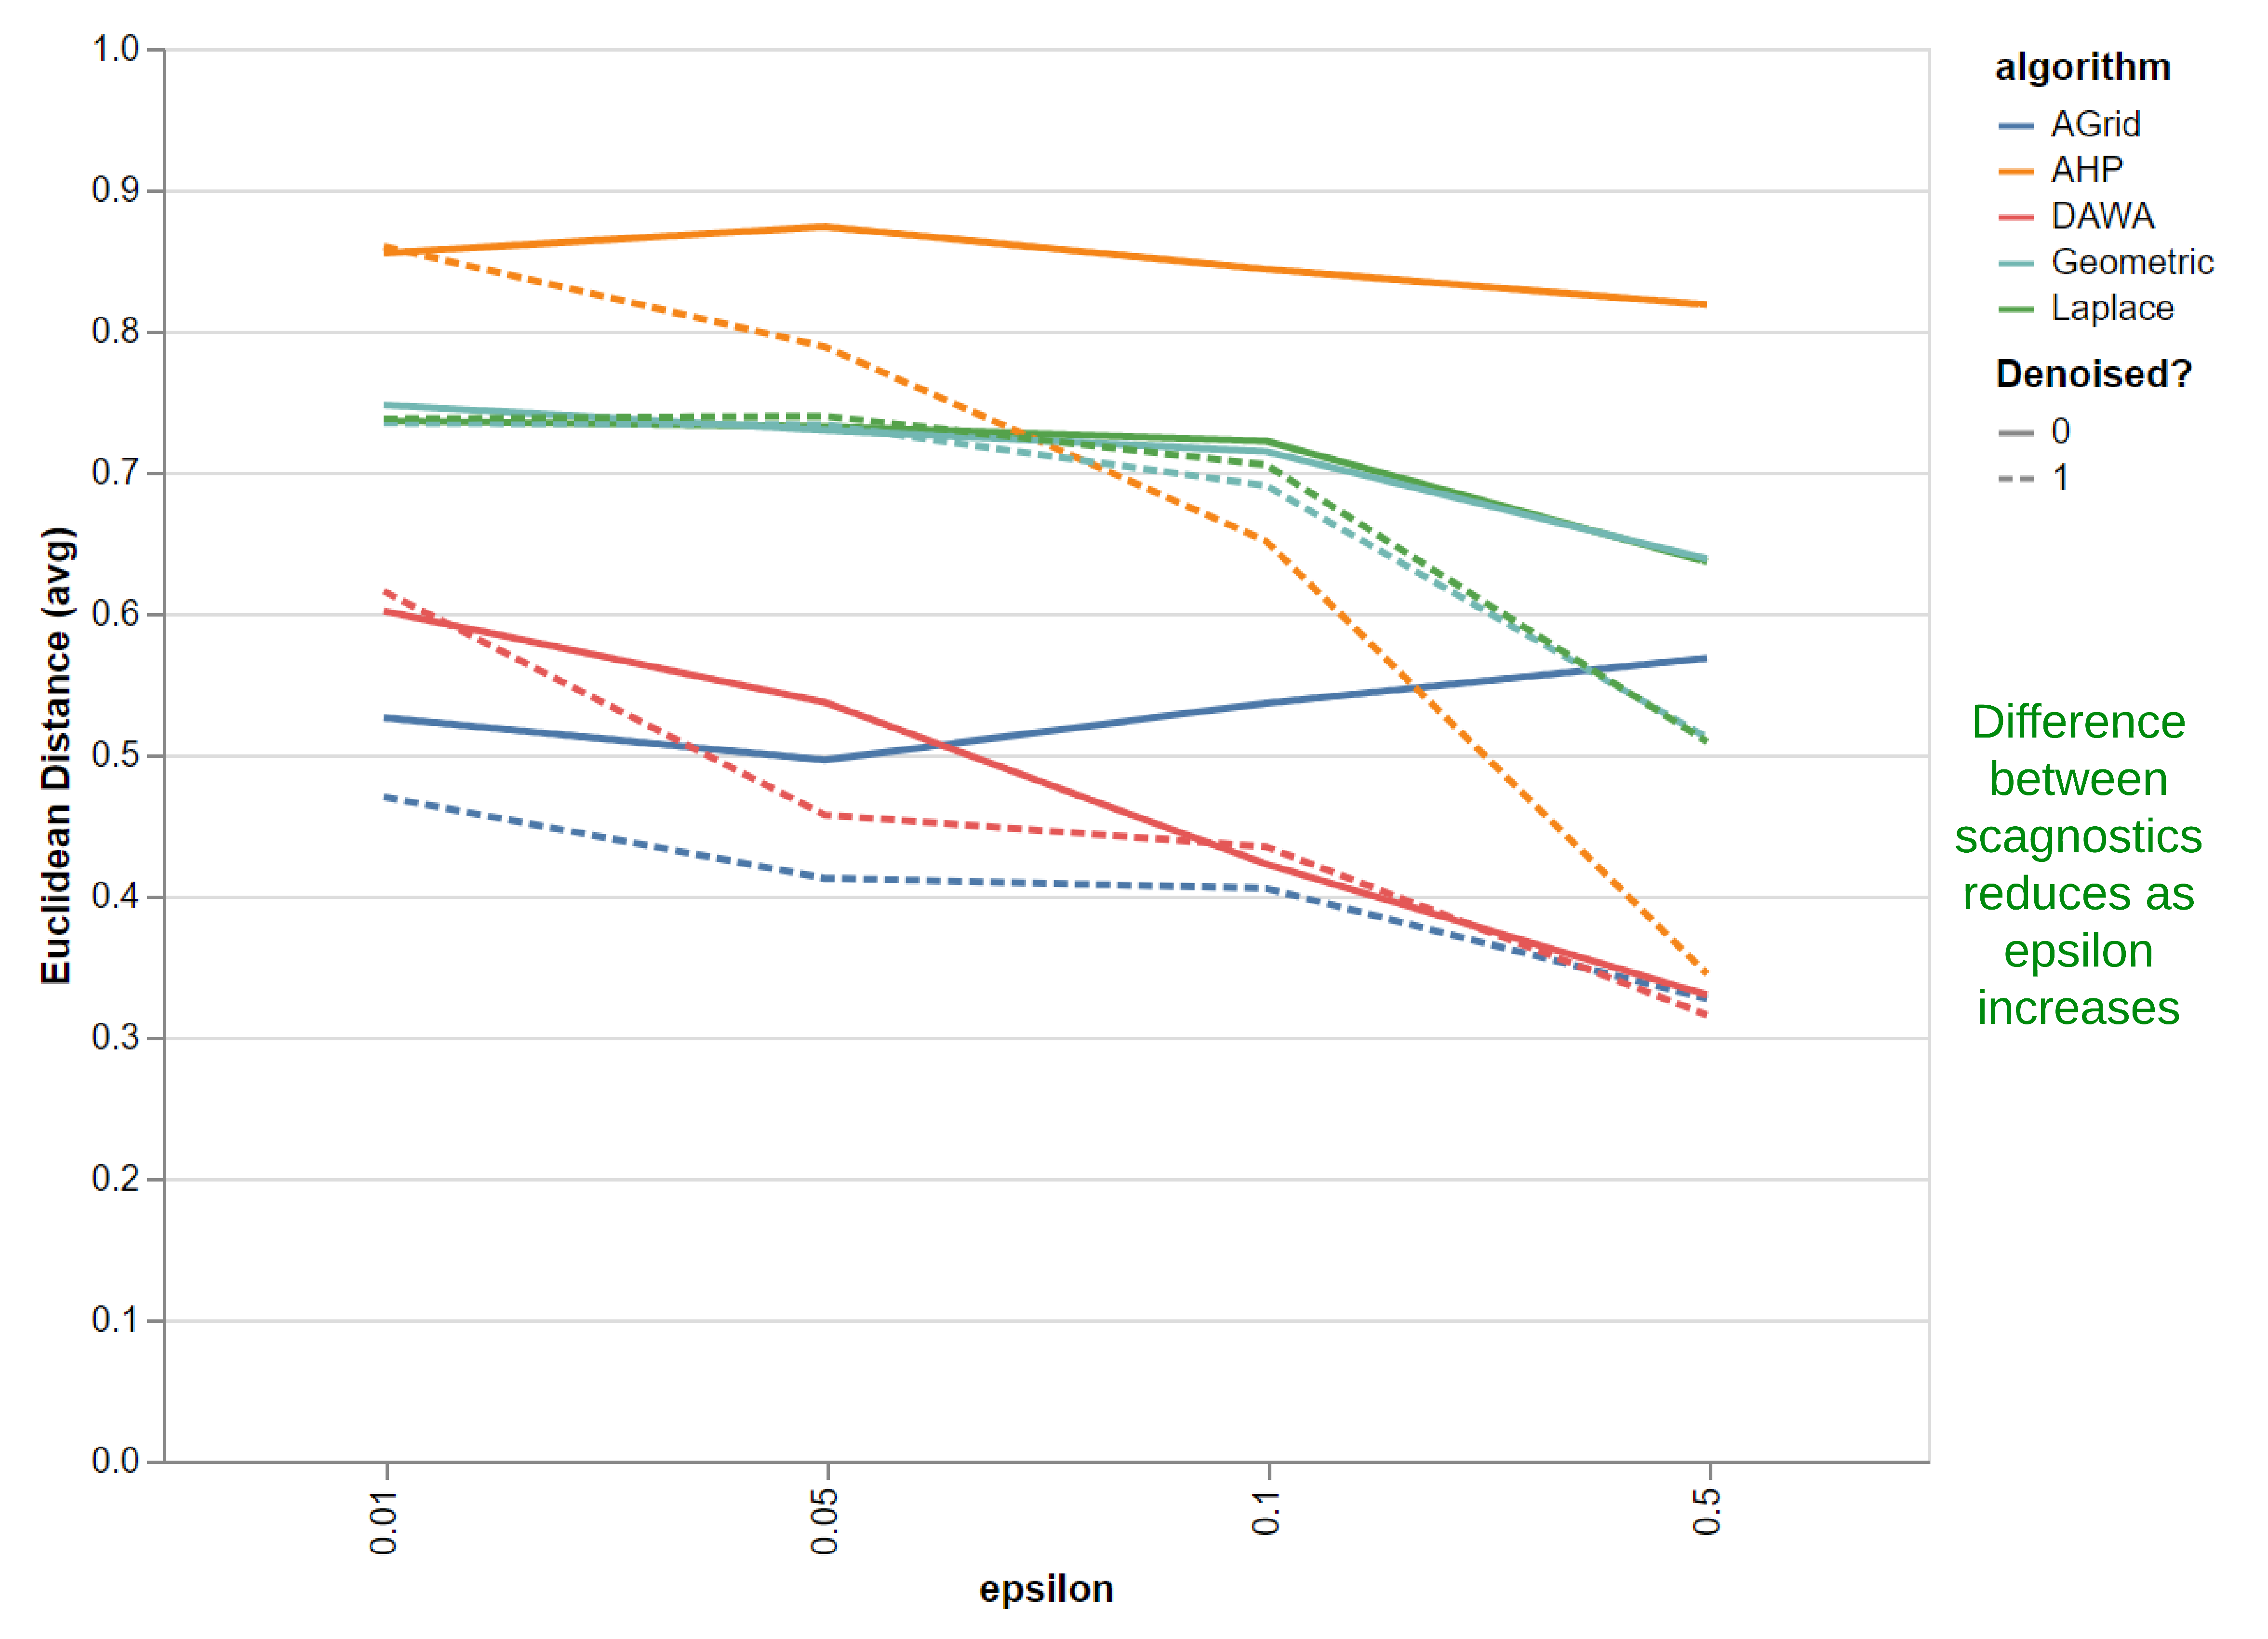 1.0
0.9
0.8
0.7
0.6
0.5
0.4
0.3
0.2
0.1
0.0
Euclidean Distance (avg)
0.01
0.05
0.1
0.5
epsilon
algorithm
AGrid
AHP
DAWA
Geometric
Laplace
Denoised?
0
1
Difference
between
scagnostics
reduces as
epsilon
increases